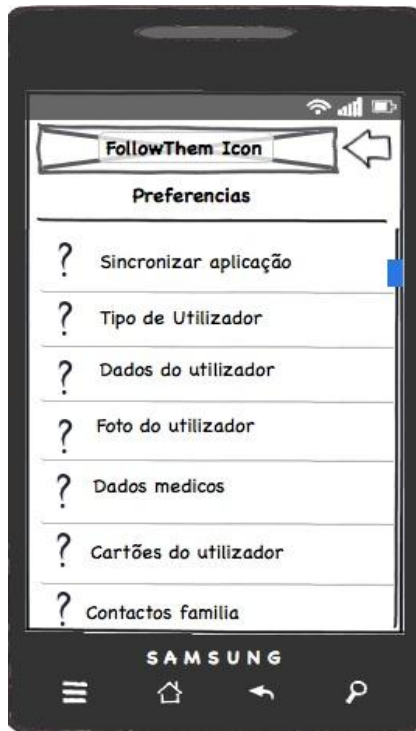 FollowThem Icon
Preferencias
? Sincronizar aplicação
? Tipo de Utilizador
? Dados do utilizador
? Foto do utilizador
? Dados medicos
? Cartões do utilizador
? Contactos familia
SAMSUNG